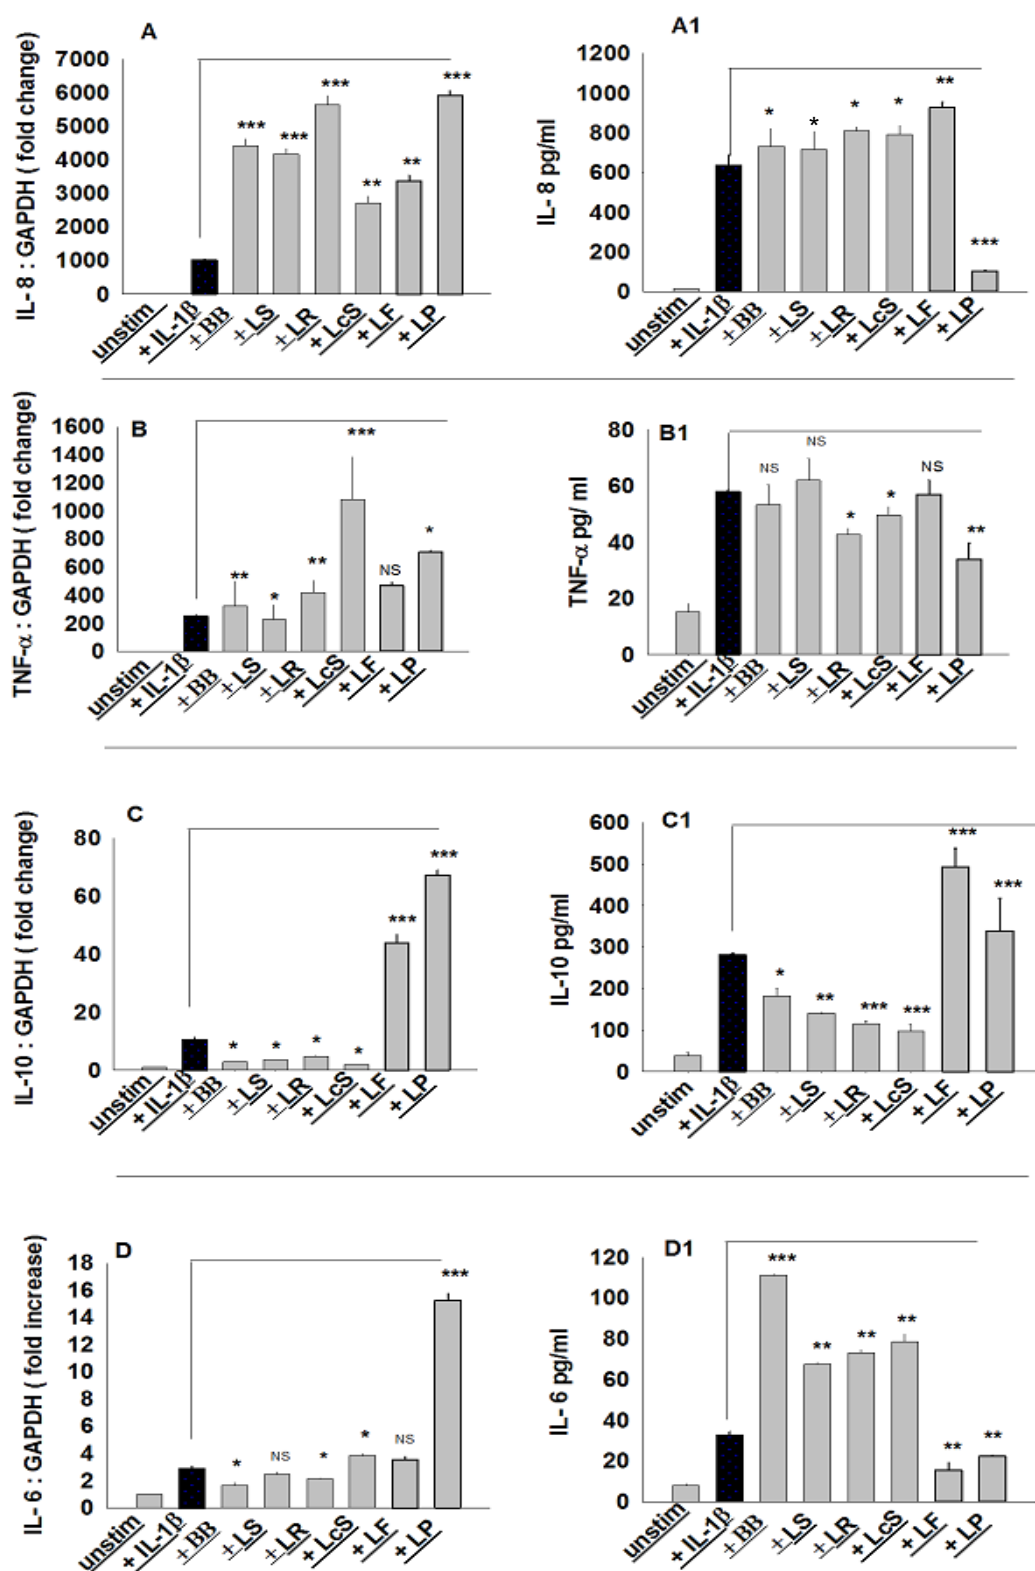 A
IL- 8 : GAPDH ( fold change)
7000
6000
5000
4000
3000
2000
1000
0
*** *** *** ** ** ***
unstim + IL-1β + BB + LS + LR + LcS + LF + LP
A1
IL- 8 pg/ml
1200
1000
800
600
400
200
0
* * * * ** ***
unstim + IL-1β + BB + LS + LR + LcS + LF + LP
B
TNF-α : GAPDH ( fold change)
1600
1400
1200
1000
800
600
400
200
0
** * ** *** NS *
unstim + IL-1β + BB + LS + LR + LcS + LF + LP
B1
TNF-α pg/ ml
80
60
40
20
0
NS NS * * NS **
unstim + IL-1β + BB + LS + LR + LcS + LF + LP
C
IL-10 : GAPDH ( fold change)
80
60
40
20
0
* * * * *** ***
unstim + IL-1β + BB + LS + LR + LcS + LF + LP
C1
IL-10 pg/ml
600
500
400
300
200
100
0
* ** *** *** *** ***
unstim + IL-1β + BB + LS + LR + LcS + LF + LP
D
IL- 6 : GAPDH ( fold increase)
18
16
14
12
10
8
6
4
2
0
* NS * * NS ***
unstim + IL-1β + BB + LS + LR + LcS + LF + LP
D1
IL- 6 pg/ml
120
100
80
60
40
20
0
*** ** ** ** ** **
unstim + IL-1β + BB + LS + LR + LcS + LF + LP